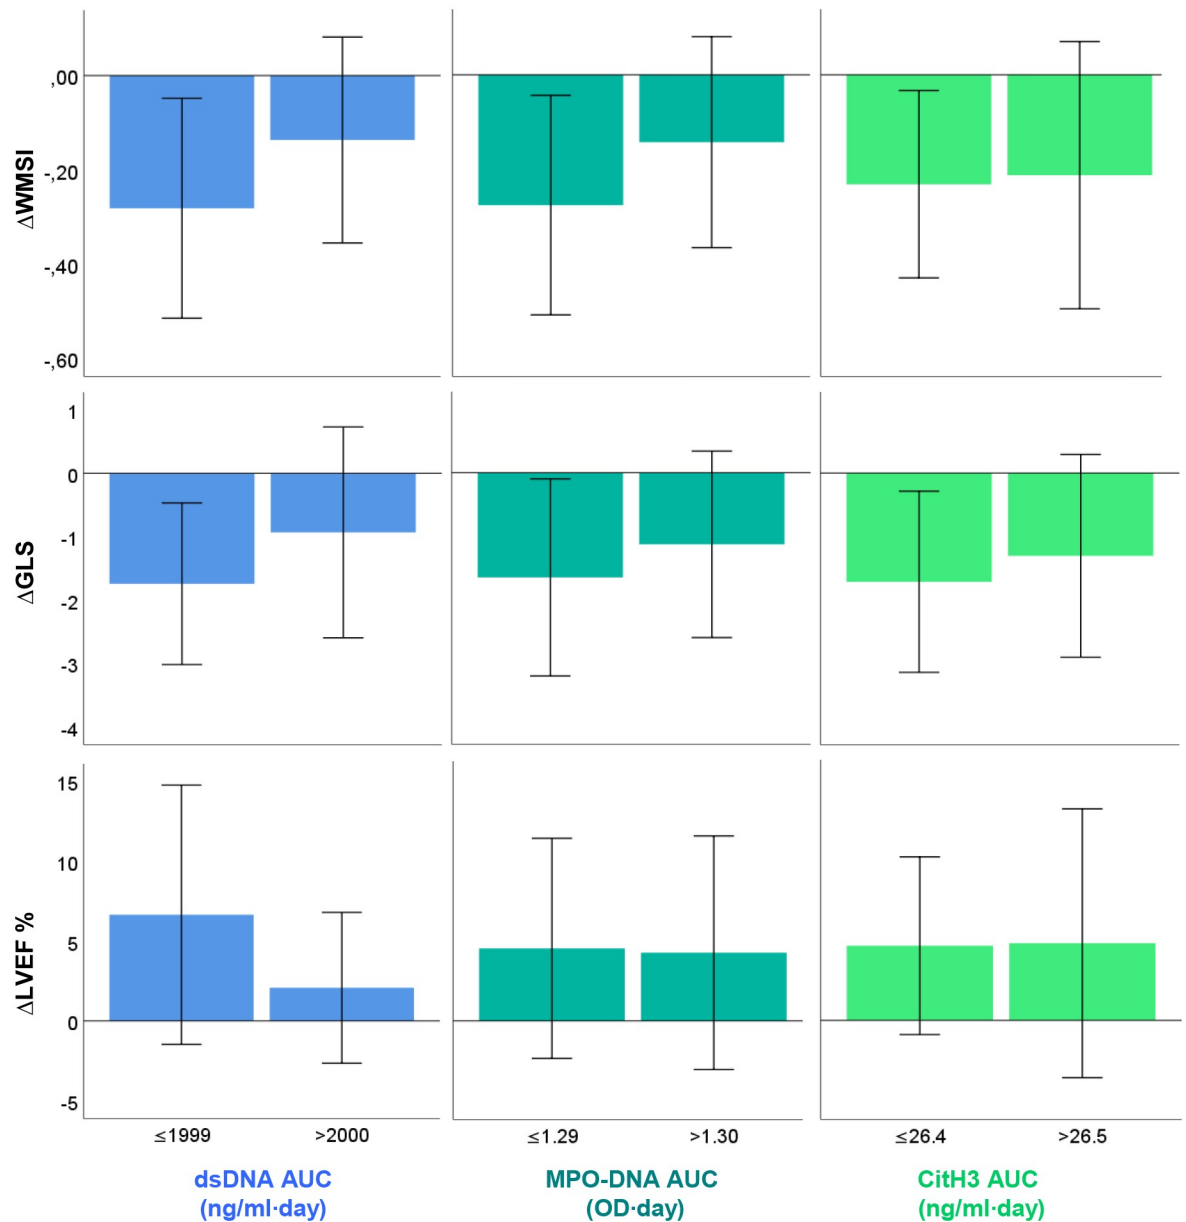 ΔWMSI
,00
-,20
-,40
-,60
ΔGLS
1
0
-1
-2
-3
-4
ΔLVEF %
15
10
5
0
-5
≤1999
>2000
≤1.29
>1.30
≤26.4
>26.5
dsDNA AUC
(ng/ml·day)
MPO-DNA AUC
(OD·day)
CitH3 AUC
(ng/ml·day)